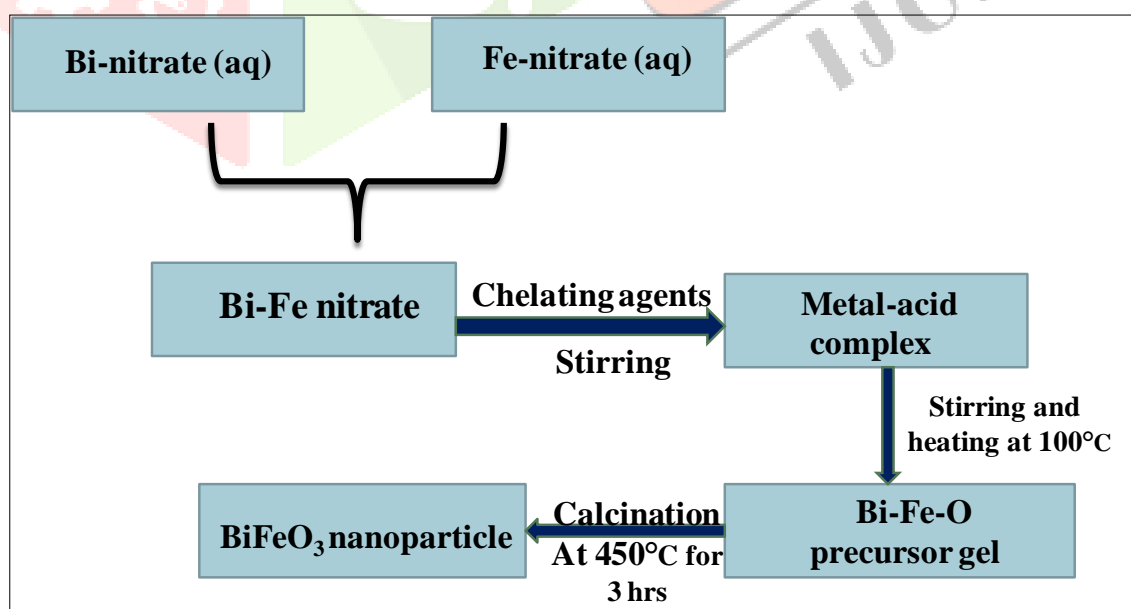 Bi-nitrate (aq)
Fe-nitrate (aq)
IJC
Bi-Fe nitrate
Chelating agents
Stirring
Metal-acid
complex
Stirring and
heating at 100°C
Bi-Fe-O
precursor gel
Calcination
At 450°C for
3 hrs
BiFeO₃ nanoparticle